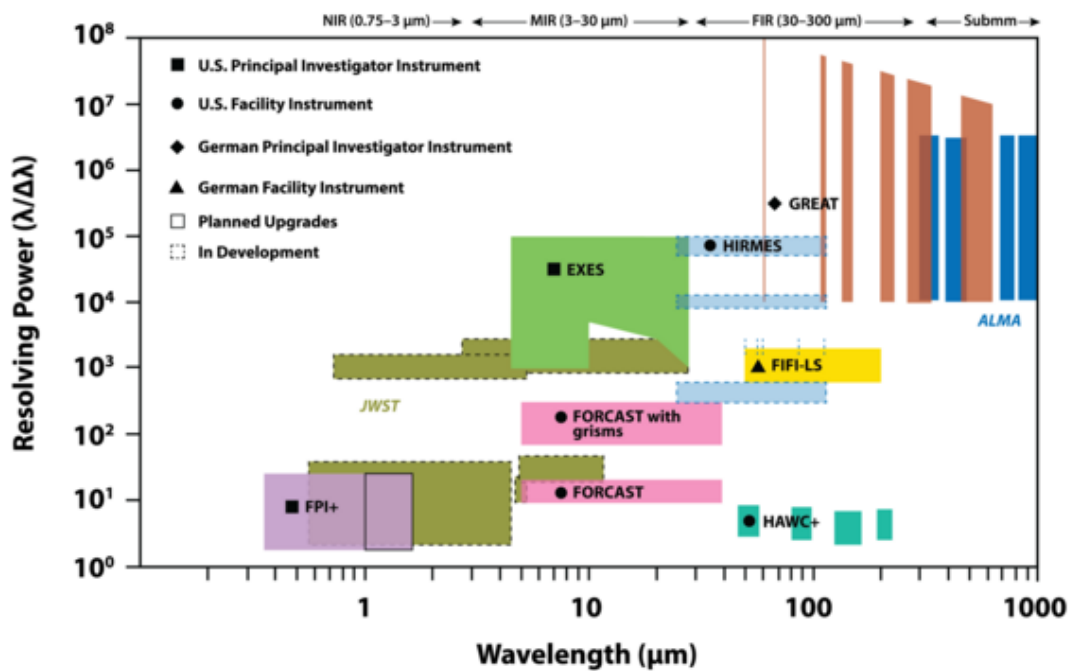 NIR (0.75–3 µm) MIR (3–30 µm) FIR (30–300 µm) Submm
10⁸
10⁷
10⁶
10⁵
10⁴
10³
10²
10¹
10⁰
Resolving Power (λ/Δλ)
U.S. Principal Investigator Instrument
U.S. Facility Instrument
German Principal Investigator Instrument
German Facility Instrument
Planned Upgrades
In Development
GREAT
HIRMES
EXES
ALMA
FIFI-LS
JWST
FORCAST with
grisms
FORCAST
FPI+
HAWC+
1 10 100 1000
Wavelength (µm)